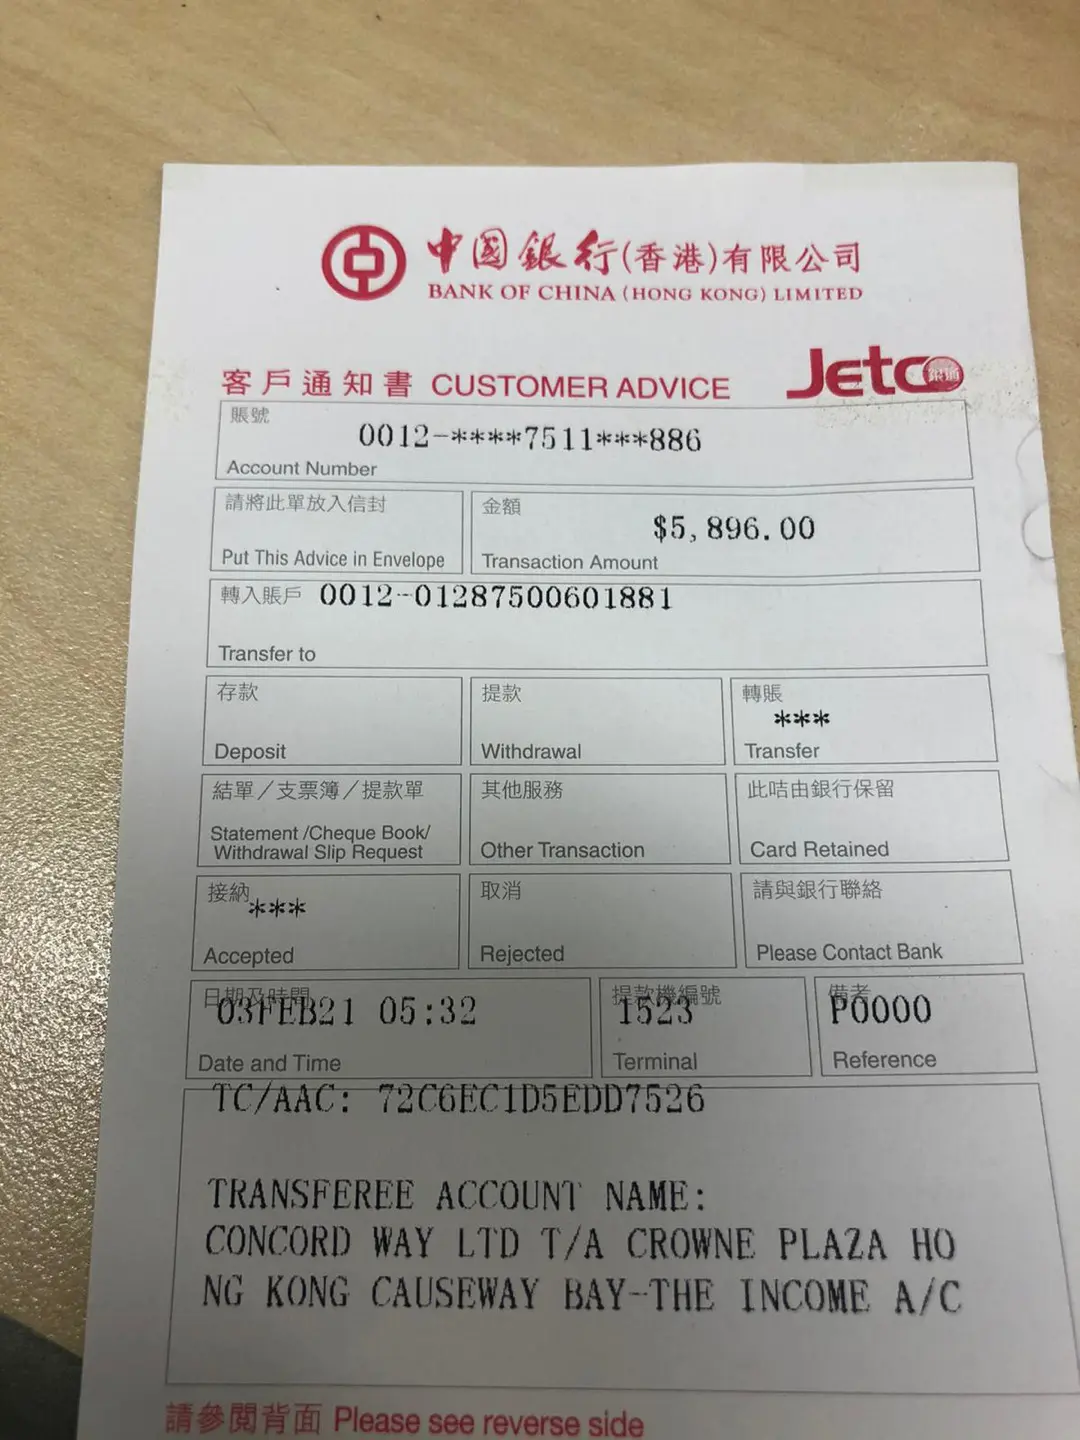 中国銀行(香港)有限公司
BANK OF CHINA (HONG KONG) LIMITED
Jetco 銀通
客戶通知書 CUSTOMER ADVICE
賬號
0012-****7511***886
Account Number
請將此單放入信封
Put This Advice in Envelope
金額
$5,896.00
Transaction Amount
轉入賬戶 0012--01287500601881
Transfer to
存款
Deposit
提款
Withdrawal
轉賬
***
Transfer
結單／支票簿／提款單
Statement /Cheque Book/
Withdrawal Slip Request
其他服務
Other Transaction
此咭由銀行保留
Card Retained
接納
***
Accepted
取消
Rejected
請與銀行聯絡
Please Contact Bank
日期及時間
03FEB21 05:32
Date and Time
提款機編號
1523
Terminal
備考
P0000
Reference
TC/AAC: 72C6EC1D5EDD7526
TRANSFEREE ACCOUNT NAME:
CONCORD WAY LTD T/A CROWNE PLAZA HO
NG KONG CAUSEWAY BAY-THE INCOME A/C
請參閱背面 Please see reverse side